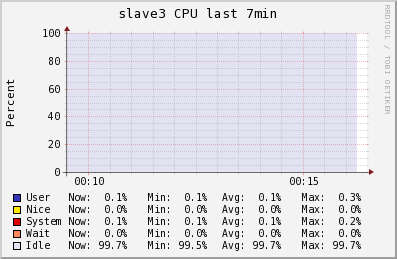 slave3 CPU last 7min
RRDTOOL / TOBI OETIKER
Percent
100
80
60
40
20
0
00:10 00:15
User Now: 0.1% Min: 0.1% Avg: 0.1% Max: 0.3%
Nice Now: 0.0% Min: 0.0% Avg: 0.0% Max: 0.0%
System Now: 0.1% Min: 0.1% Avg: 0.1% Max: 0.2%
Wait Now: 0.0% Min: 0.0% Avg: 0.0% Max: 0.0%
Idle Now: 99.7% Min: 99.5% Avg: 99.7% Max: 99.7%